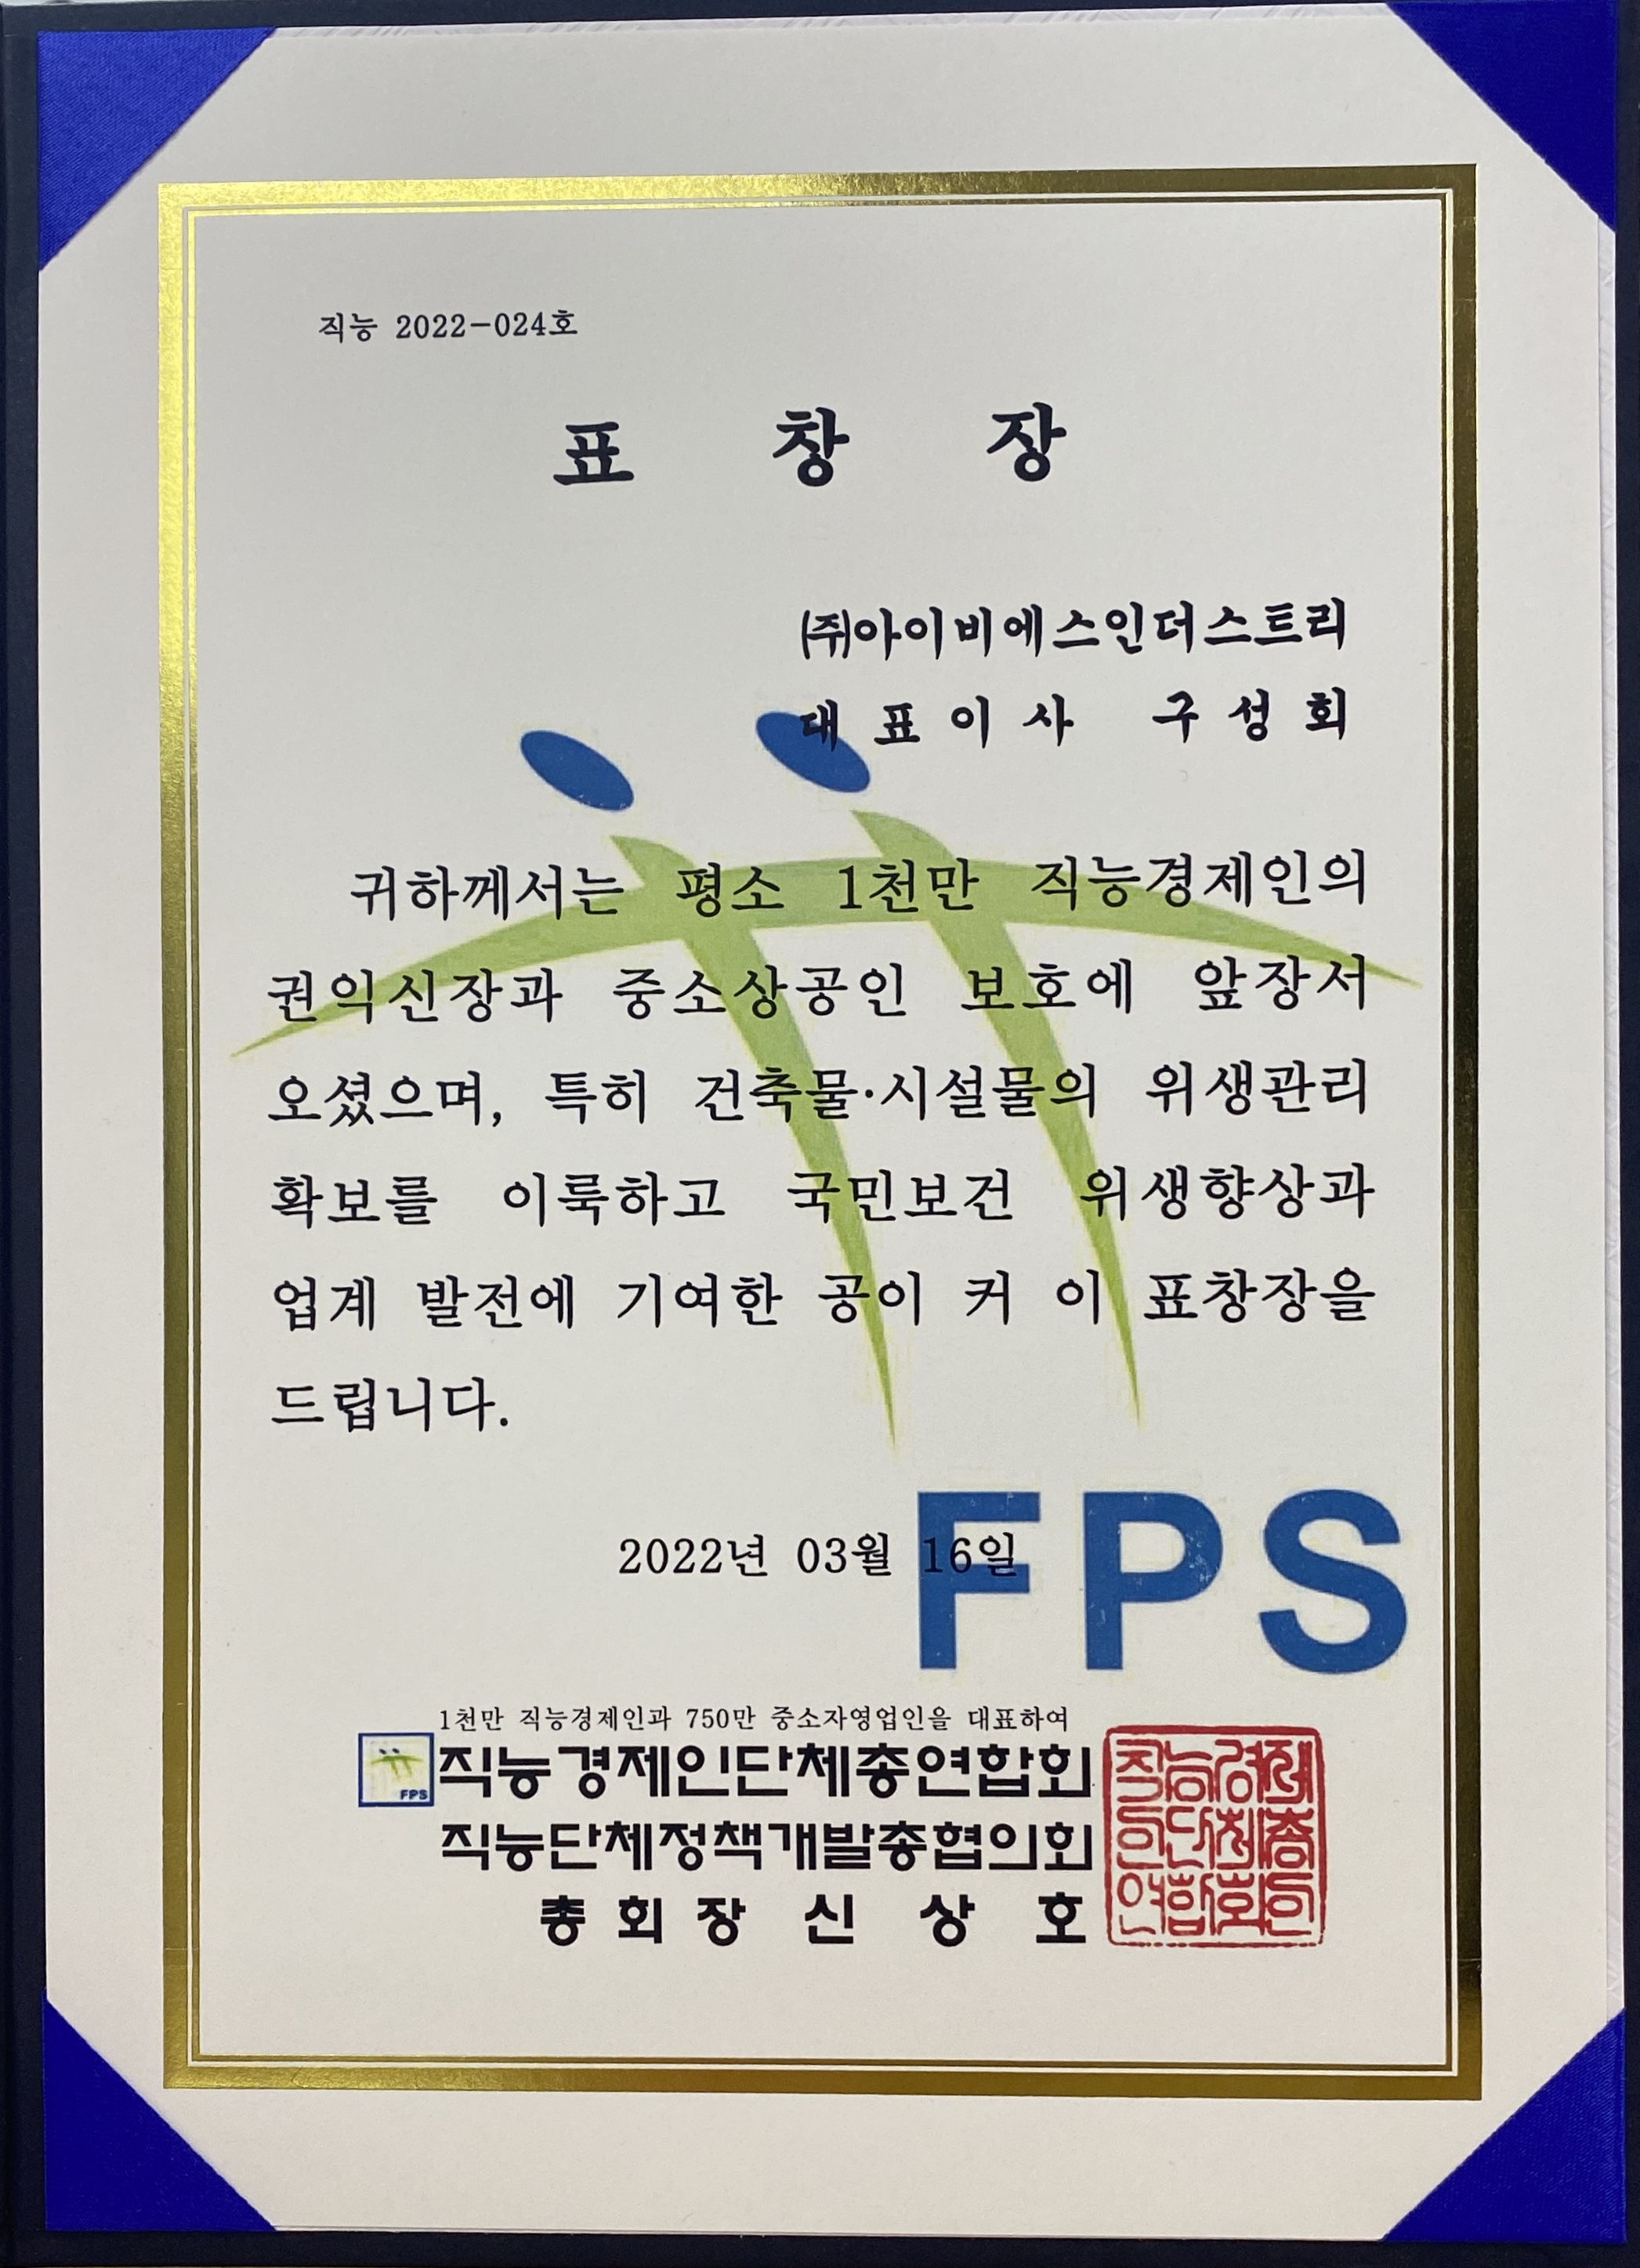 직능 2022-024호
표 창 장
㈜아이비에스인더스트리
대표이사 구성회
귀하께서는 평소 1천만 직능경제인의
권익신장과 중소상공인 보호에 앞장서
오셨으며, 특히 건축물·시설물의 위생관리
확보를 이룩하고 국민보건 위생향상과
업계 발전에 기여한 공이 커 이 표창장을
드립니다.
2022년 03월 16일
FPS
1천만 직능경제인과 750만 중소자영업인을 대표하여
FPS
직능경제인단체총연합회
직능단체정책개발총협의회
총회장 신상호